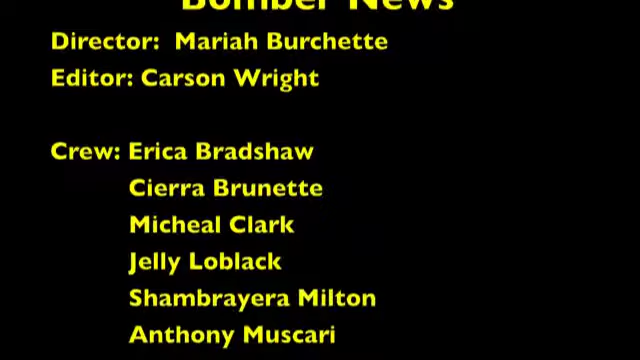 Bomber News
Director: Mariah Burchette
Editor: Carson Wright
Crew: Erica Bradshaw
Cierra Brunette
Micheal Clark
Jelly Loblack
Shambrayera Milton
Anthony Muscari